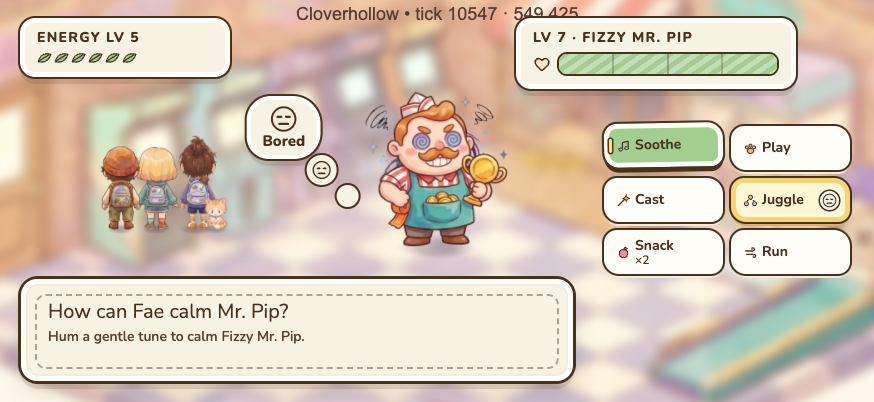 Cloverhollow • tick 10547 · 549,425
ENERGY LV 5
LV 7 · FIZZY MR. PIP
Bored
Soothe
Play
Cast
Juggle
Snack
×2
Run
How can Fae calm Mr. Pip?
Hum a gentle tune to calm Fizzy Mr. Pip.